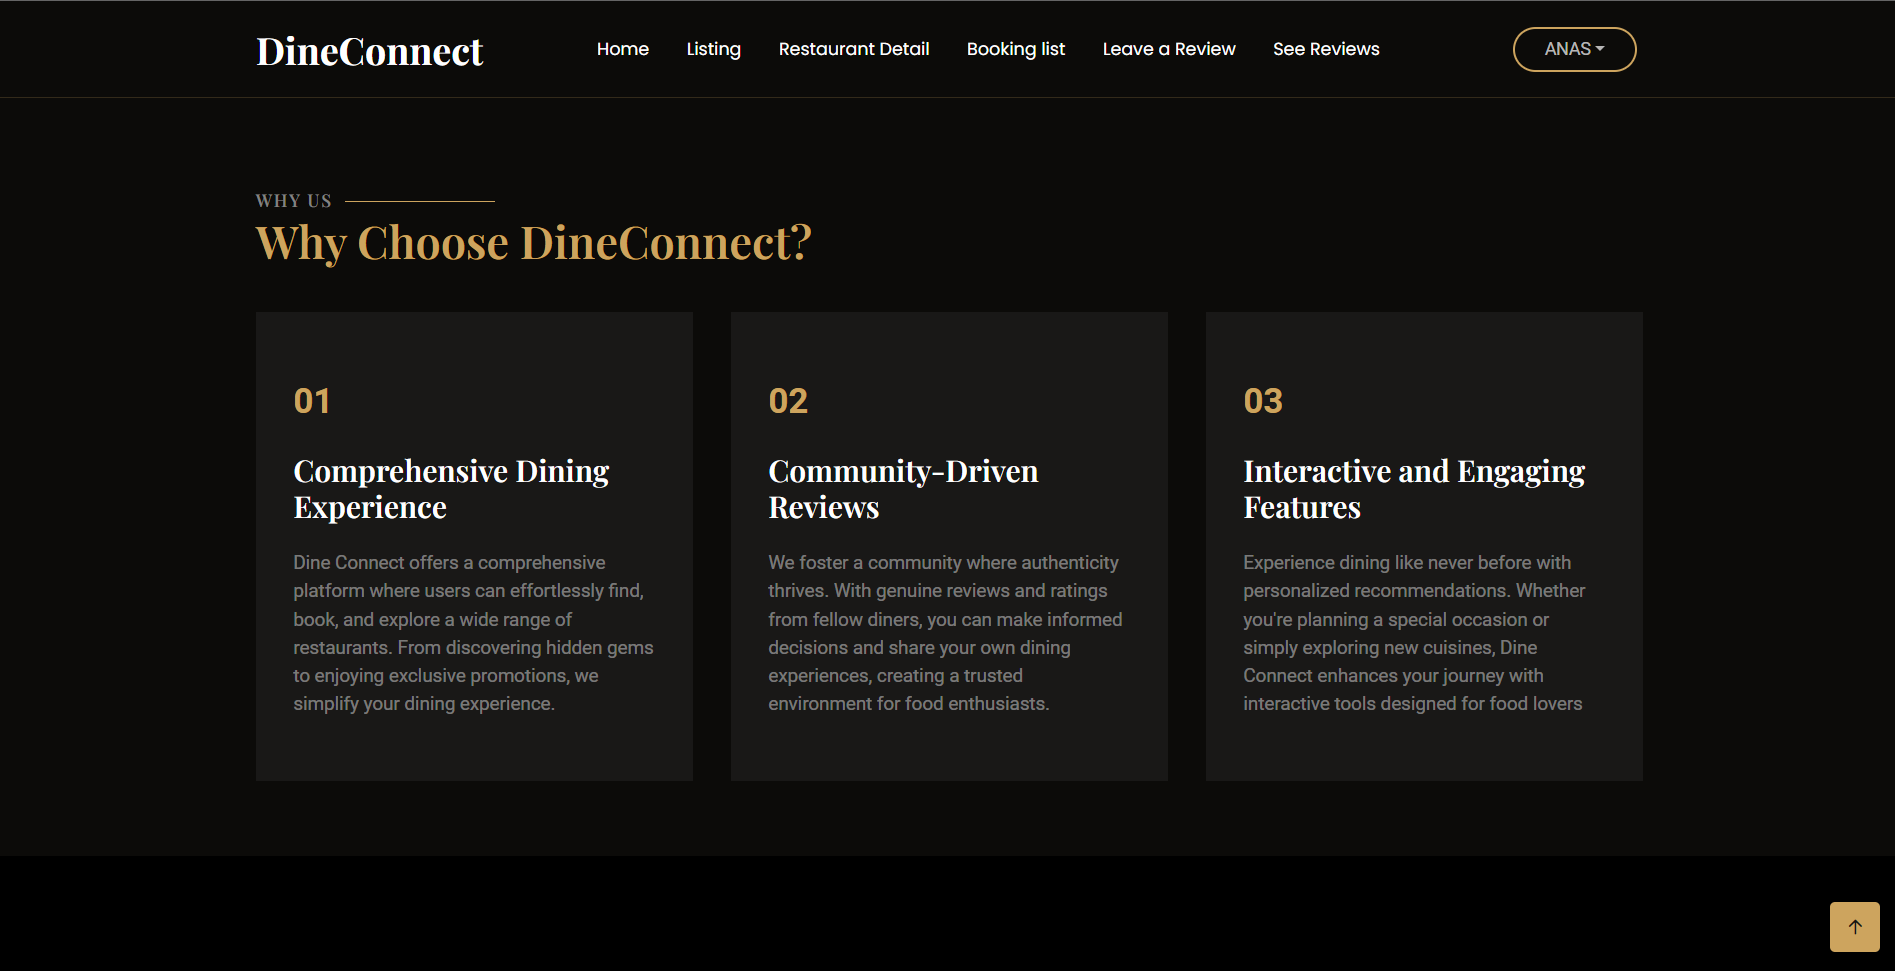 DineConnect
Home
Listing
Restaurant Detail
Booking list
Leave a Review
See Reviews
ANAS
WHY US
Why Choose DineConnect?
01
Comprehensive Dining
Experience
Dine Connect offers a comprehensive
platform where users can effortlessly find,
book, and explore a wide range of
restaurants. From discovering hidden gems
to enjoying exclusive promotions, we
simplify your dining experience.
02
Community-Driven
Reviews
We foster a community where authenticity
thrives. With genuine reviews and ratings
from fellow diners, you can make informed
decisions and share your own dining
experiences, creating a trusted
environment for food enthusiasts.
03
Interactive and Engaging
Features
Experience dining like never before with
personalized recommendations. Whether
you're planning a special occasion or
simply exploring new cuisines, Dine
Connect enhances your journey with
interactive tools designed for food lovers